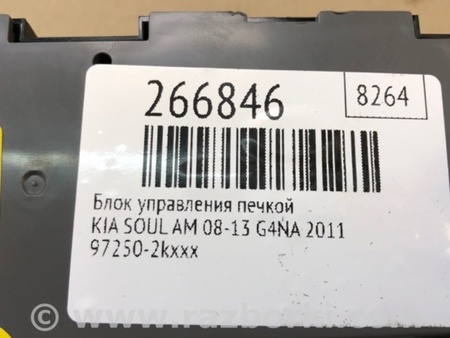 266846
8264
Блок управления печкой
KIA SOUL AM 08-13 G4NA 2011
97250-2kxxx
© www.razborka.com